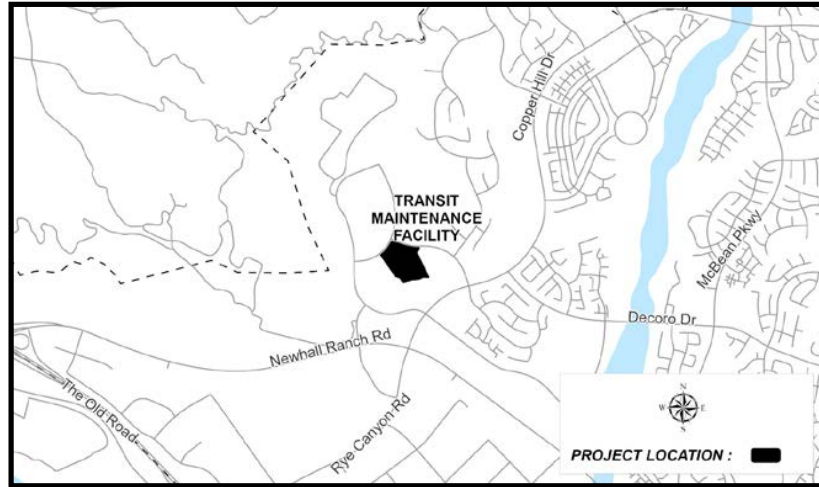 Copper Hill Dr
TRANSIT
MAINTENANCE
FACILITY
McBean Pkwy
Decoro Dr
Newhall Ranch Rd
The Old Road
Rye Canyon Rd
N
W E
S
PROJECT LOCATION :